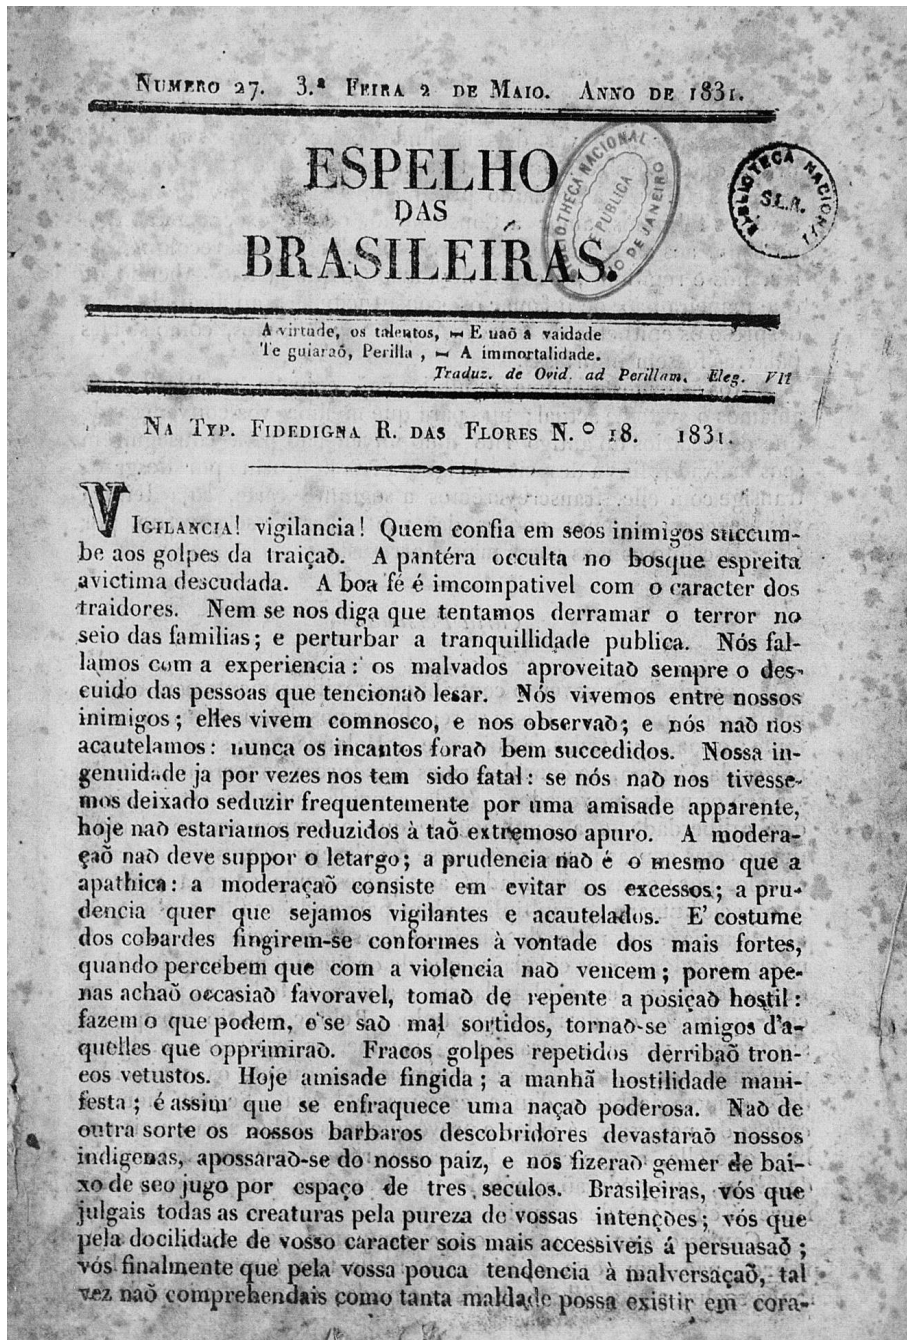 NUMERO 27. 3.ª FEIRA 2 DE MAIO. ANNO DE 1831.
ESPELHO
DAS
BRASILEIRAS.
BIBLIOTHECA NACIONAL
PUBLICA
RIO DE JANEIRO
BIBLIOTECA NACIONAL
S.L.R.
A virtude, os talentos, — E naõ a vaidade
Te guiaraõ, Perilla, — A immortalidade.
Traduz. de Ovid. ad Perillam. Eleg. VII
NA TYP. FIDEDIGNA R. DAS FLORES N.º 18. 1831.
VIGILANCIA! vigilancia! Quem confia em seos inimigos succum-
be aos golpes da traiçaõ. A pantéra occulta no bosque espreita
avictima descudada. A boa fé é imcompativel com o caracter dos
traidores. Nem se nos diga que tentamos derramar o terror no
seio das familias; e perturbar a tranquillidade publica. Nós fal-
lamos com a experiencia: os malvados aproveitaõ sempre o des-
cuido das pessoas que tencionaõ lesar. Nós vivemos entre nossos
inimigos; elles vivem comnosco, e nos observaõ; e nós naõ nos
acautelamos: nunca os incautos foraõ bem succedidos. Nossa in-
genuidade ja por vezes nos tem sido fatal: se nós naõ nos tivesse-
mos deixado seduzir frequentemente por uma amisade apparente,
hoje naõ estariamos reduzidos à taõ extremoso apuro. A modera-
çaõ naõ deve suppor o letargo; a prudencia naõ é o mesmo que a
apathica: a moderaçaõ consiste em evitar os excessos; a pru-
dencia quer que sejamos vigilantes e acautelados. E' costume
dos cobardes fingirem-se conformes à vontade dos mais fortes,
quando percebem que com a violencia naõ vencem; porem ape-
nas achaõ occasiaõ favoravel, tomaõ de repente a posiçaõ hostil:
fazem o que podem, e se saõ mal sortidos, tornaõ-se amigos d'a-
quelles que opprimiraõ. Fracos golpes repetidos derribaõ tron-
cos vetustos. Hoje amisade fingida; a manhã hostilidade mani-
festa; é assim que se enfraquece uma naçaõ poderosa. Naõ de
outra sorte os nossos barbaros descobridores devastaraõ nossos
indigenas, apossaraõ-se do nosso paiz, e nos fizeraõ gemer de bai-
xo de seo jugo por espaço de tres seculos. Brasileiras, vós que
julgais todas as creaturas pela pureza de vossas intenções; vós que
pela docilidade de vosso caracter sois mais accessiveis á persuasaõ;
vós finalmente que pela vossa pouca tendencia à malversaçaõ, tal
vez naõ comprehendais como tanta maldade possa existir em cora-